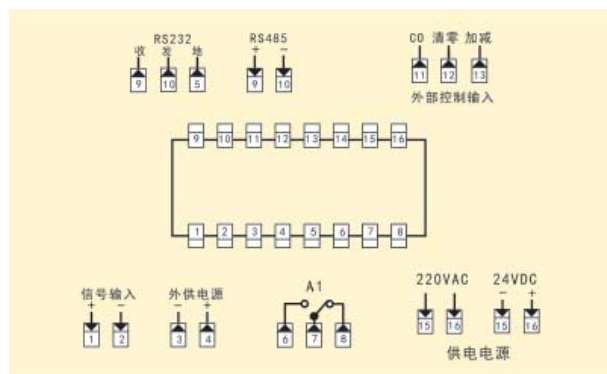 RS232
收 发 地
9 10 5
RS485
+ −
9 10
CO 清零 加减
11 12 13
外部控制输入
9 10 11 12 13 14 15 16
1 2 3 4 5 6 7 8
信号输入
+ −
1 2
外供电源
− +
3 4
A1
6 7 8
220VAC
15 16
24VDC
− +
15 16
供电电源